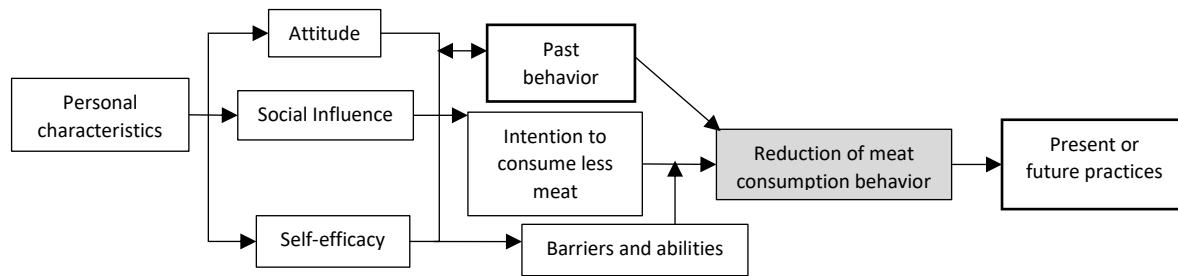 Attitude
Past
behavior
Personal
characteristics
Social Influence
Intention to
consume less
meat
Reduction of meat
consumption behavior
Present or
future practices
Self-efficacy
Barriers and abilities